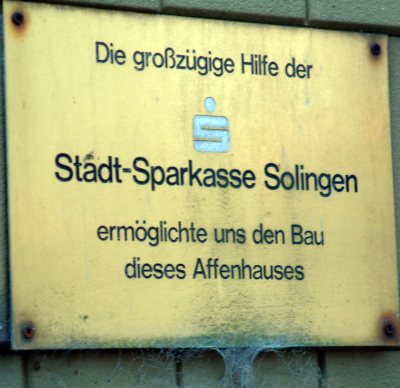 Die großzügige Hilfe der
Stadt-Sparkasse Solingen
ermöglichte uns den Bau
dieses Affenhauses